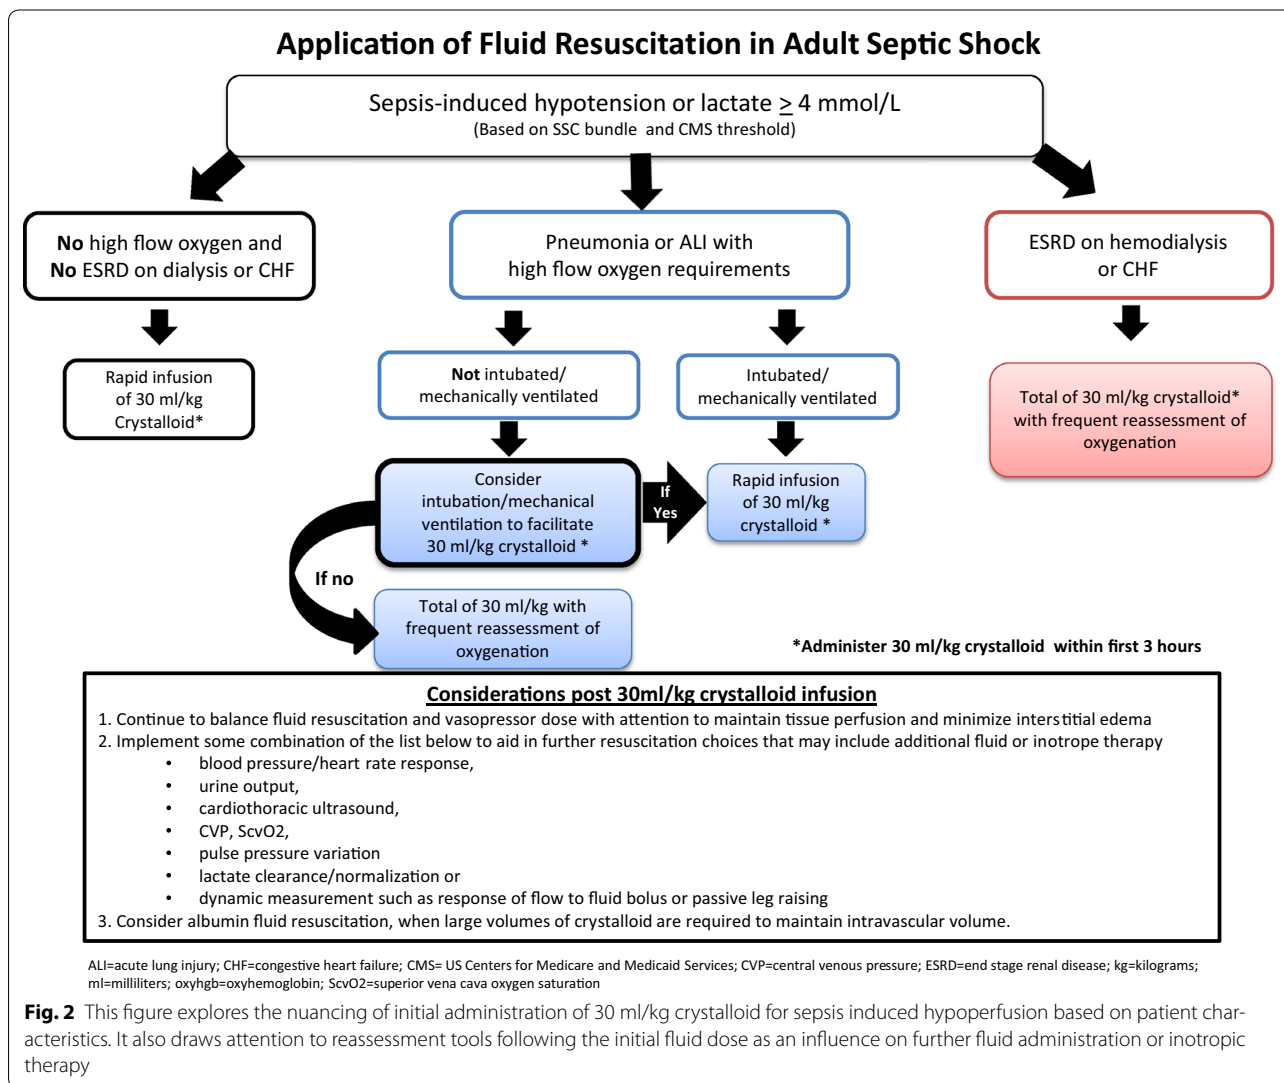 Application of Fluid Resuscitation in Adult Septic Shock
Sepsis-induced hypotension or lactate ≥ 4 mmol/L
(Based on SSC bundle and CMS threshold)
No high flow oxygen and
No ESRD on dialysis or CHF
Pneumonia or ALI with
high flow oxygen requirements
ESRD on hemodialysis
or CHF
Rapid infusion
of 30 ml/kg
Crystalloid*
Not intubated/
mechanically ventilated
Intubated/
mechanically ventilated
Total of 30 ml/kg crystalloid*
with frequent reassessment of
oxygenation
Consider
intubation/mechanical
ventilation to facilitate
30 ml/kg crystalloid *
If
Yes
Rapid infusion
of 30 ml/kg
crystalloid *
If no
Total of 30 ml/kg with
frequent reassessment of
oxygenation
*Administer 30 ml/kg crystalloid within first 3 hours
Considerations post 30ml/kg crystalloid infusion
1. Continue to balance fluid resuscitation and vasopressor dose with attention to maintain tissue perfusion and minimize interstitial edema
2. Implement some combination of the list below to aid in further resuscitation choices that may include additional fluid or inotrope therapy
• blood pressure/heart rate response,
• urine output,
• cardiothoracic ultrasound,
• CVP, ScvO2,
• pulse pressure variation
• lactate clearance/normalization or
• dynamic measurement such as response of flow to fluid bolus or passive leg raising
3. Consider albumin fluid resuscitation, when large volumes of crystalloid are required to maintain intravascular volume.
ALI=acute lung injury; CHF=congestive heart failure; CMS= US Centers for Medicare and Medicaid Services; CVP=central venous pressure; ESRD=end stage renal disease; kg=kilograms;
ml=milliliters; oxyhgb=oxyhemoglobin; ScvO2=superior vena cava oxygen saturation
Fig. 2 This figure explores the nuancing of initial administration of 30 ml/kg crystalloid for sepsis induced hypoperfusion based on patient char-
acteristics. It also draws attention to reassessment tools following the initial fluid dose as an influence on further fluid administration or inotropic
therapy